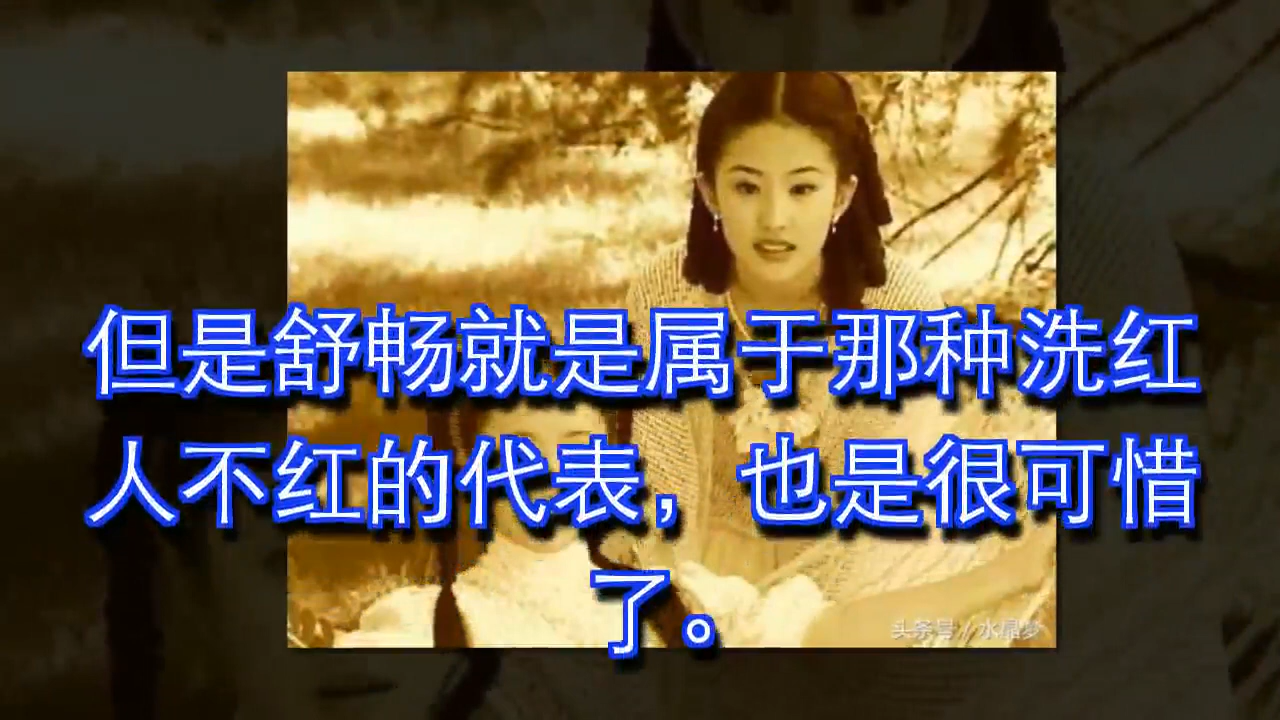 但是舒畅就是属于那种洗红
人不红的代表，也是很可惜
了。
头条号 / 水晶梦